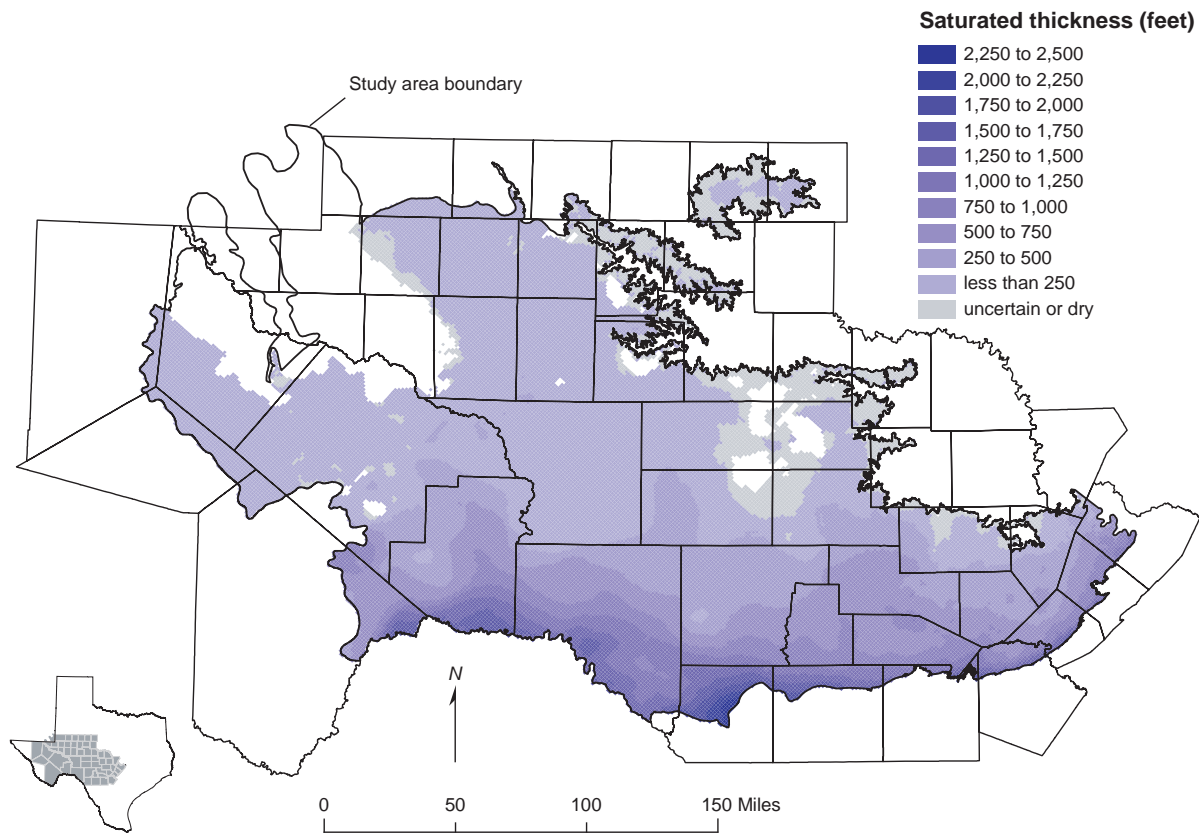 Saturated thickness (feet)
2,250 to 2,500
2,000 to 2,250
1,750 to 2,000
1,500 to 1,750
1,250 to 1,500
1,000 to 1,250
750 to 1,000
500 to 750
250 to 500
less than 250
uncertain or dry
Study area boundary
N
0 50 100 150 Miles